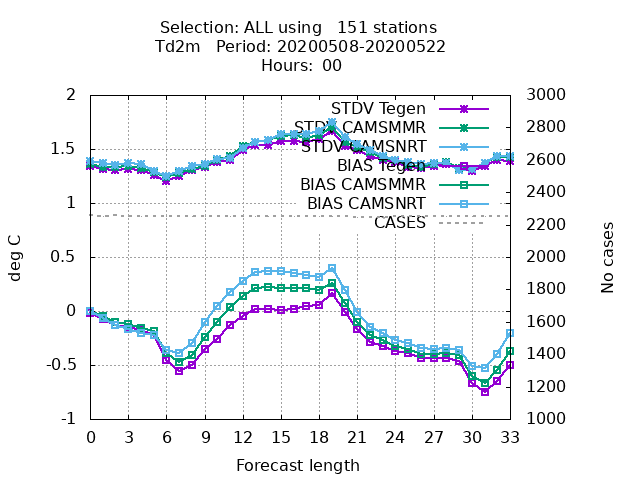 Selection: ALL using   151 stations
Td2m   Period: 20200508-20200522
Hours: 00
2
1.5
1
0.5
0
-0.5
-1
deg C
3000
2800
2600
2400
2200
2000
1800
1600
1400
1200
1000
No cases
STDV Tegen
STDV CAMSMMR
STDV CAMSNRT
BIAS Tegen
BIAS CAMSMMR
BIAS CAMSNRT
CASES
0 3 6 9 12 15 18 21 24 27 30 33
Forecast length